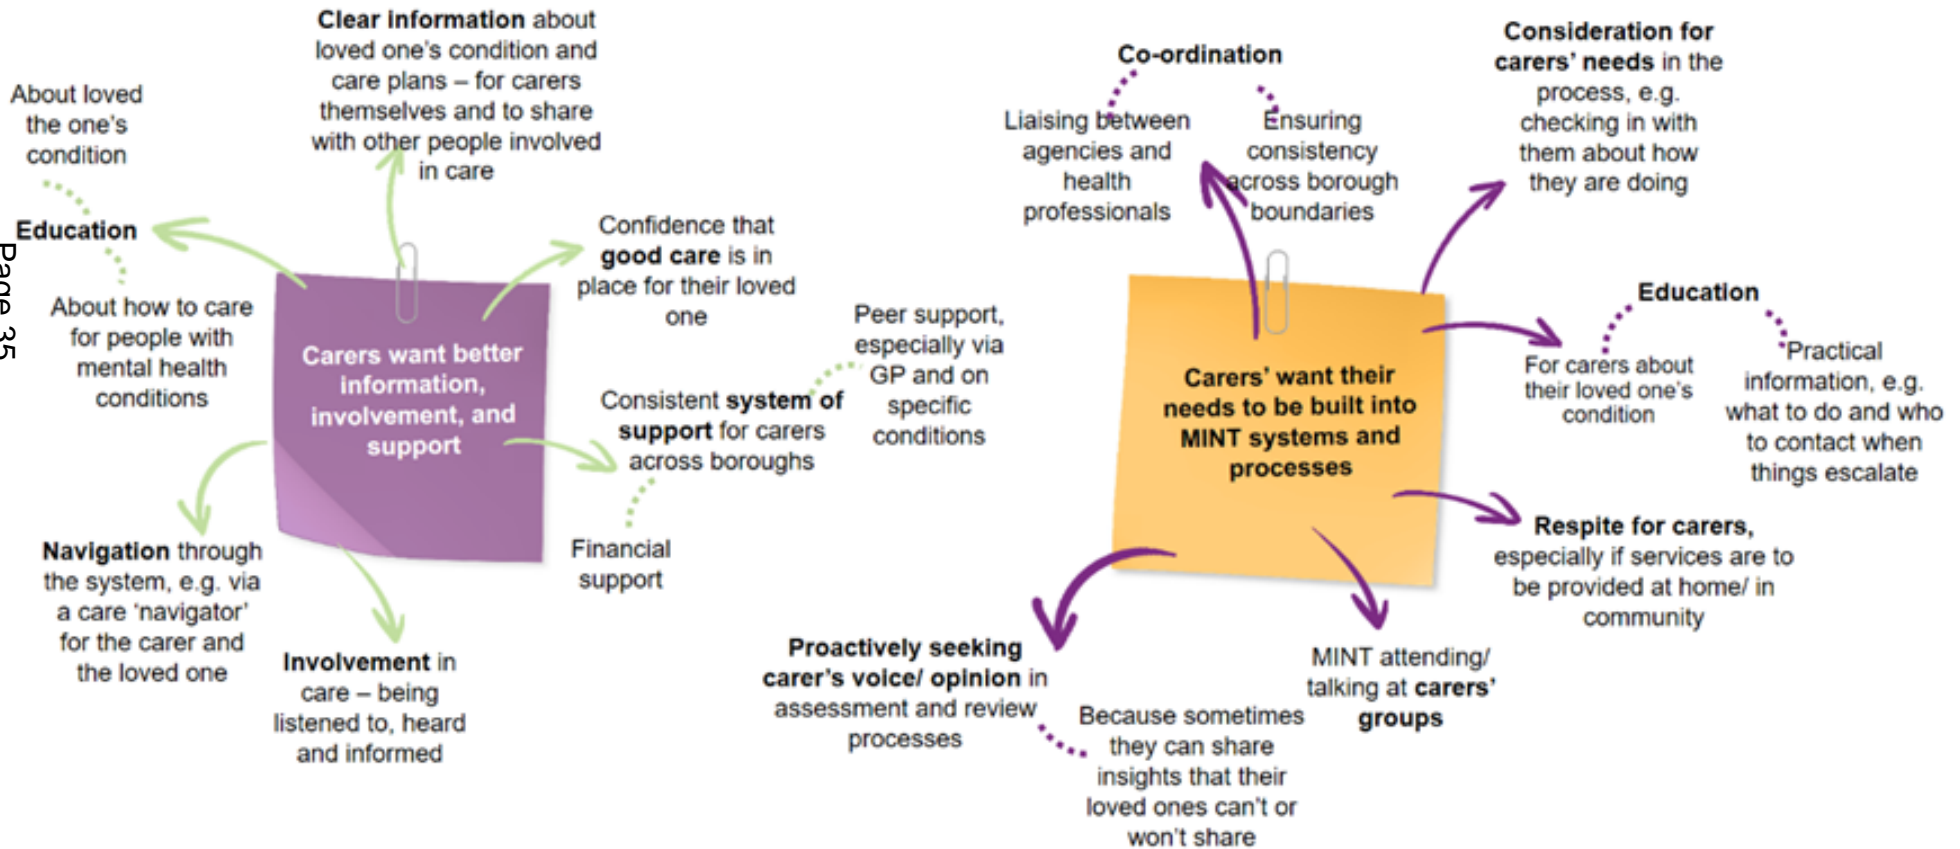 Clear information about
loved one's condition and
care plans – for carers
themselves and to share
with other people involved
in care
About loved
the one's
condition
Education
About how to care
for people with
mental health
conditions
Confidence that
good care is in
place for their loved
one
Carers want better
information,
involvement, and
support
Peer support,
especially via
GP and on
specific
conditions
Consistent system of
support for carers
across boroughs
Financial
support
Navigation through
the system, e.g. via
a care 'navigator'
for the carer and
the loved one
Involvement in
care – being
listened to, heard
and informed
Page 35
Co-ordination
Liaising between
agencies and
health
professionals
Ensuring
consistency
across borough
boundaries
Consideration for
carers' needs in the
process, e.g.
checking in with
them about how
they are doing
Carers' want their
needs to be built into
MINT systems and
processes
Education
For carers about
their loved one's
condition
Practical
information, e.g.
what to do and who
to contact when
things escalate
Respite for carers,
especially if services are to
be provided at home/ in
community
MINT attending/
talking at carers'
groups
Proactively seeking
carer's voice/ opinion in
assessment and review
processes
Because sometimes
they can share
insights that their
loved ones can't or
won't share